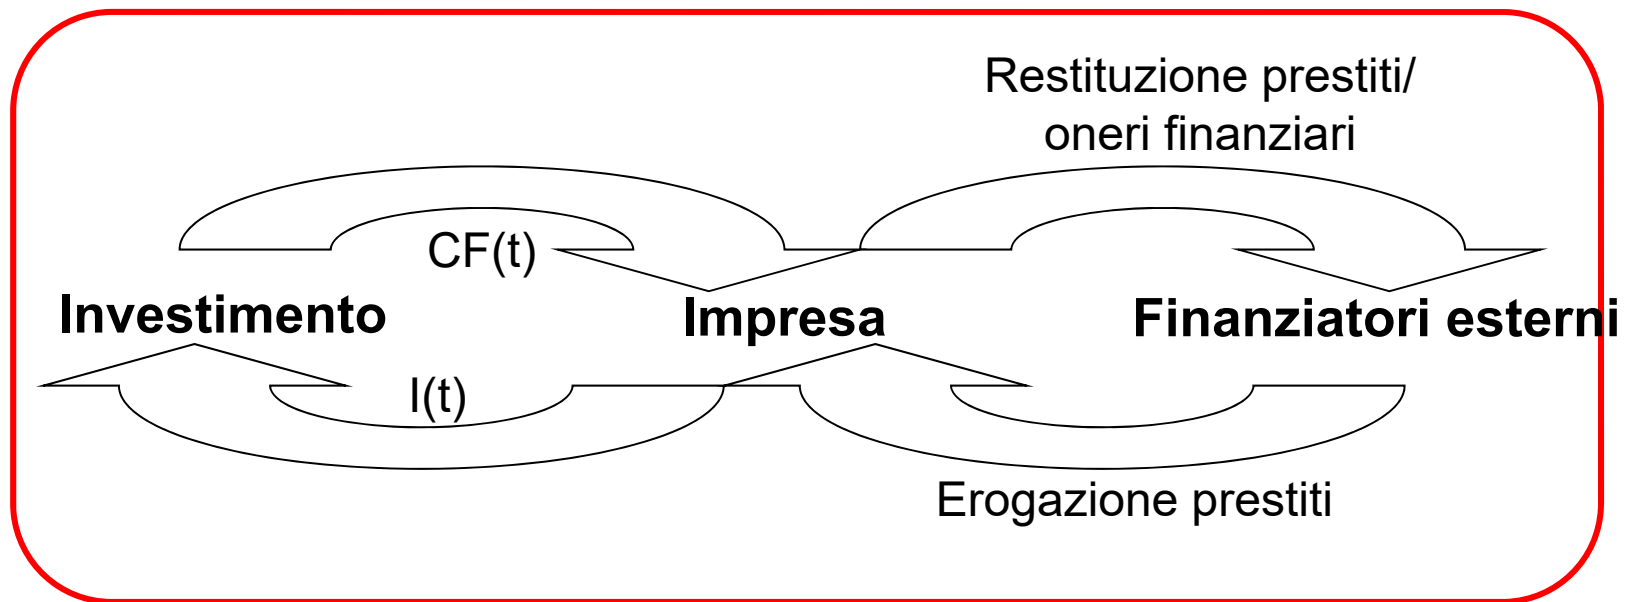 Restituzione prestiti/
oneri finanziari
CF(t)
Investimento
Impresa
Finanziatori esterni
I(t)
Erogazione prestiti